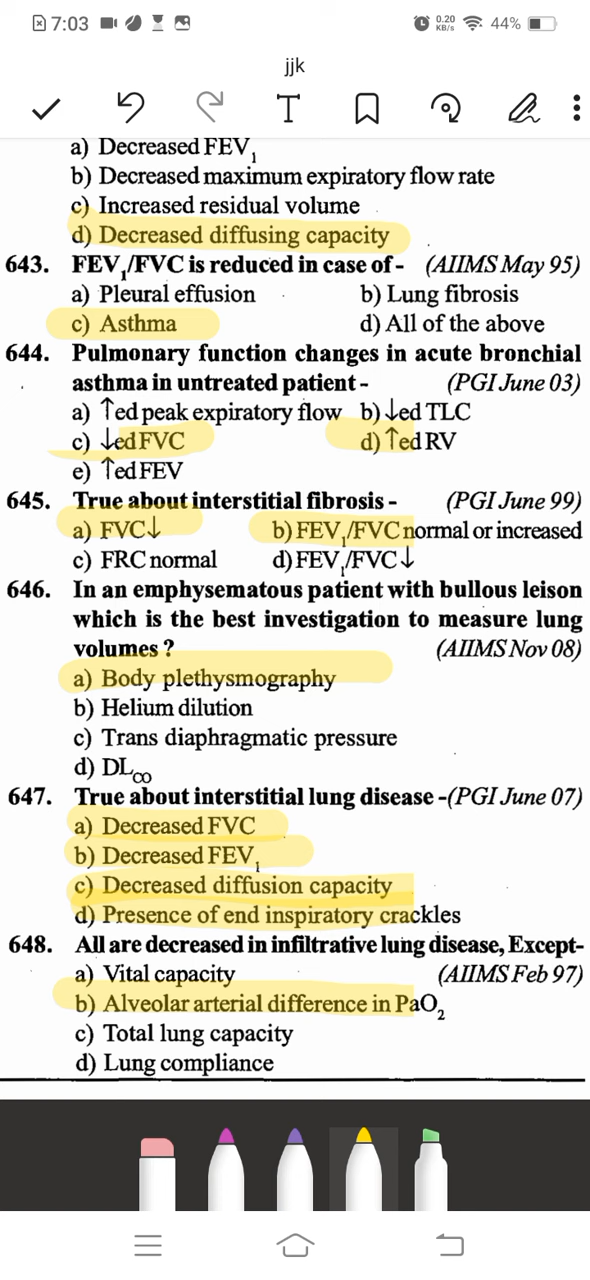 7:03
0.20 KB/s
44%
jjk
T
a) Decreased FEV₁
b) Decreased maximum expiratory flow rate
c) Increased residual volume
d) Decreased diffusing capacity
643. FEV₁/FVC is reduced in case of - (AIIMS May 95)
a) Pleural effusion b) Lung fibrosis
c) Asthma d) All of the above
644. Pulmonary function changes in acute bronchial
asthma in untreated patient - (PGI June 03)
a) ↑ed peak expiratory flow b) ↓ed TLC
c) ↓ed FVC d) ↑ed RV
e) ↑ed FEV
645. True about interstitial fibrosis - (PGI June 99)
a) FVC↓ b) FEV₁/FVC normal or increased
c) FRC normal d) FEV₁/FVC↓
646. In an emphysematous patient with bullous leison
which is the best investigation to measure lung
volumes ? (AIIMS Nov 08)
a) Body plethysmography
b) Helium dilution
c) Trans diaphragmatic pressure
d) DLco
647. True about interstitial lung disease -(PGI June 07)
a) Decreased FVC
b) Decreased FEV₁
c) Decreased diffusion capacity
d) Presence of end inspiratory crackles
648. All are decreased in infiltrative lung disease, Except-
a) Vital capacity (AIIMS Feb 97)
b) Alveolar arterial difference in PaO₂
c) Total lung capacity
d) Lung compliance